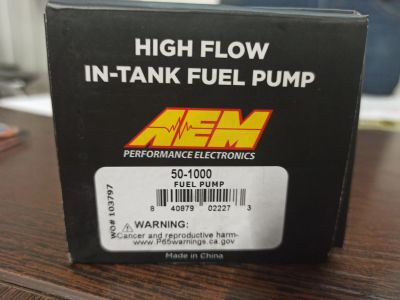 HIGH FLOW
IN-TANK FUEL PUMP
AEM
PERFORMANCE ELECTRONICS
50-1000
FUEL PUMP
8 40879 02227 3
WO# 103797
WARNING:
Cancer and reproductive harm-
www.P65warnings.ca.gov
Made in China